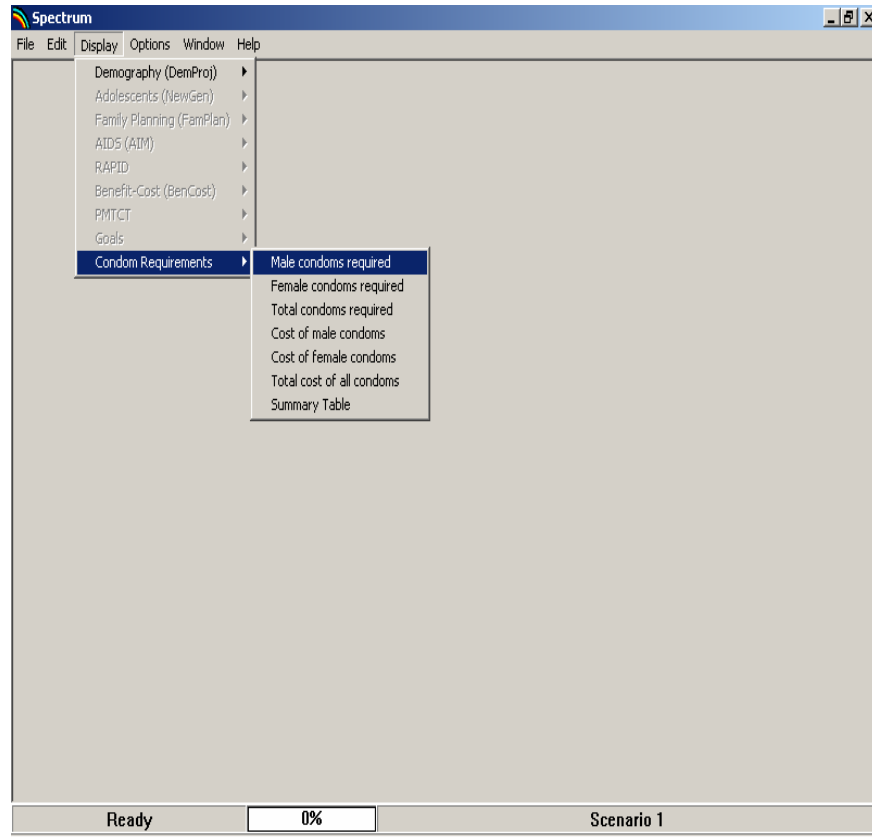 Spectrum
File Edit Display Options Window Help
Demography (DemProj)
Adolescents (NewGen)
Family Planning (FamPlan)
AIDS (AIM)
RAPID
Benefit-Cost (BenCost)
PMTCT
Goals
Condom Requirements
Male condoms required
Female condoms required
Total condoms required
Cost of male condoms
Cost of female condoms
Total cost of all condoms
Summary Table
Ready 0% Scenario 1